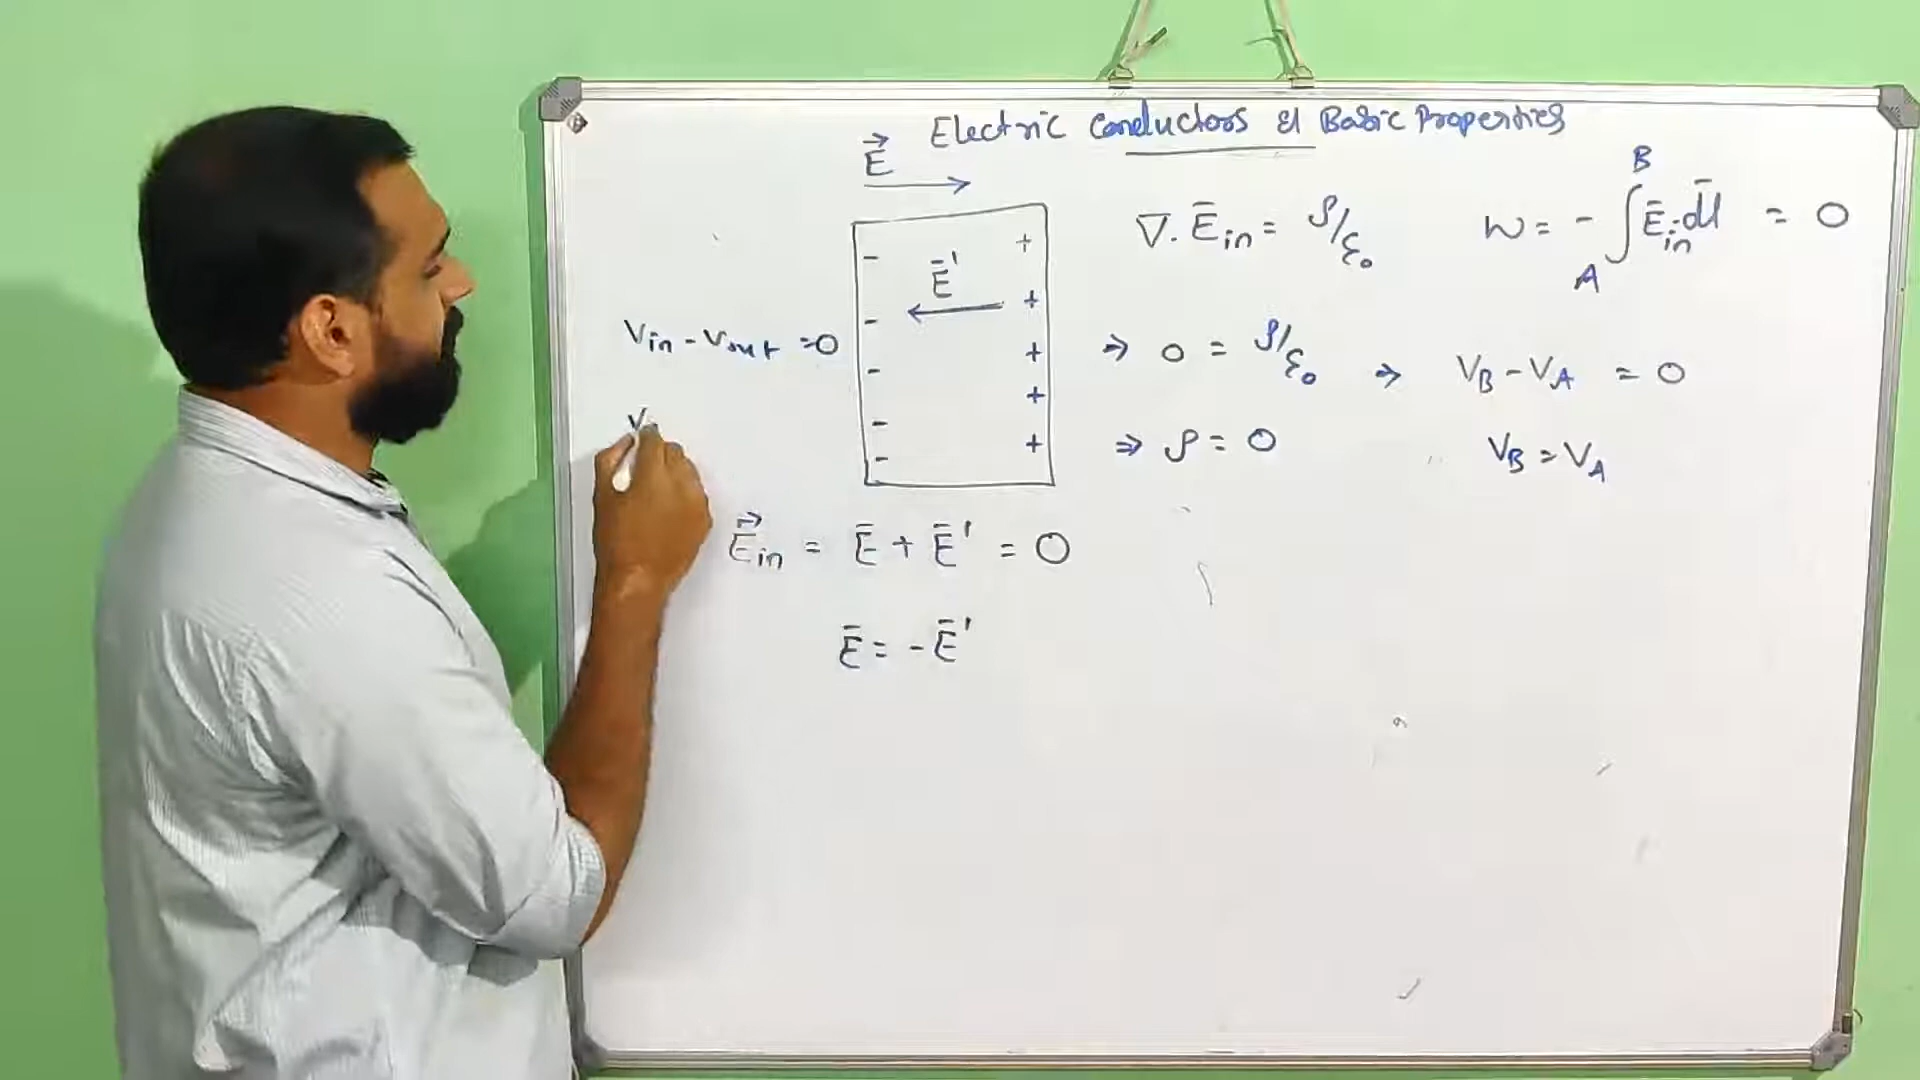 Electric Conductors & Basic Properties
E⃗
∇. Ē_in = ρ/ε₀
W = - ∫_A^B Ē_in . dl̄ = 0
- +
Ē'
- +
V_in - V_out = 0
⇒ 0 = ρ/ε₀
- +
+
⇒ V_B - V_A = 0
V
- +
-
⇒ ρ = 0
V_B = V_A
E⃗_in = Ē + Ē' = 0
Ē = - Ē'